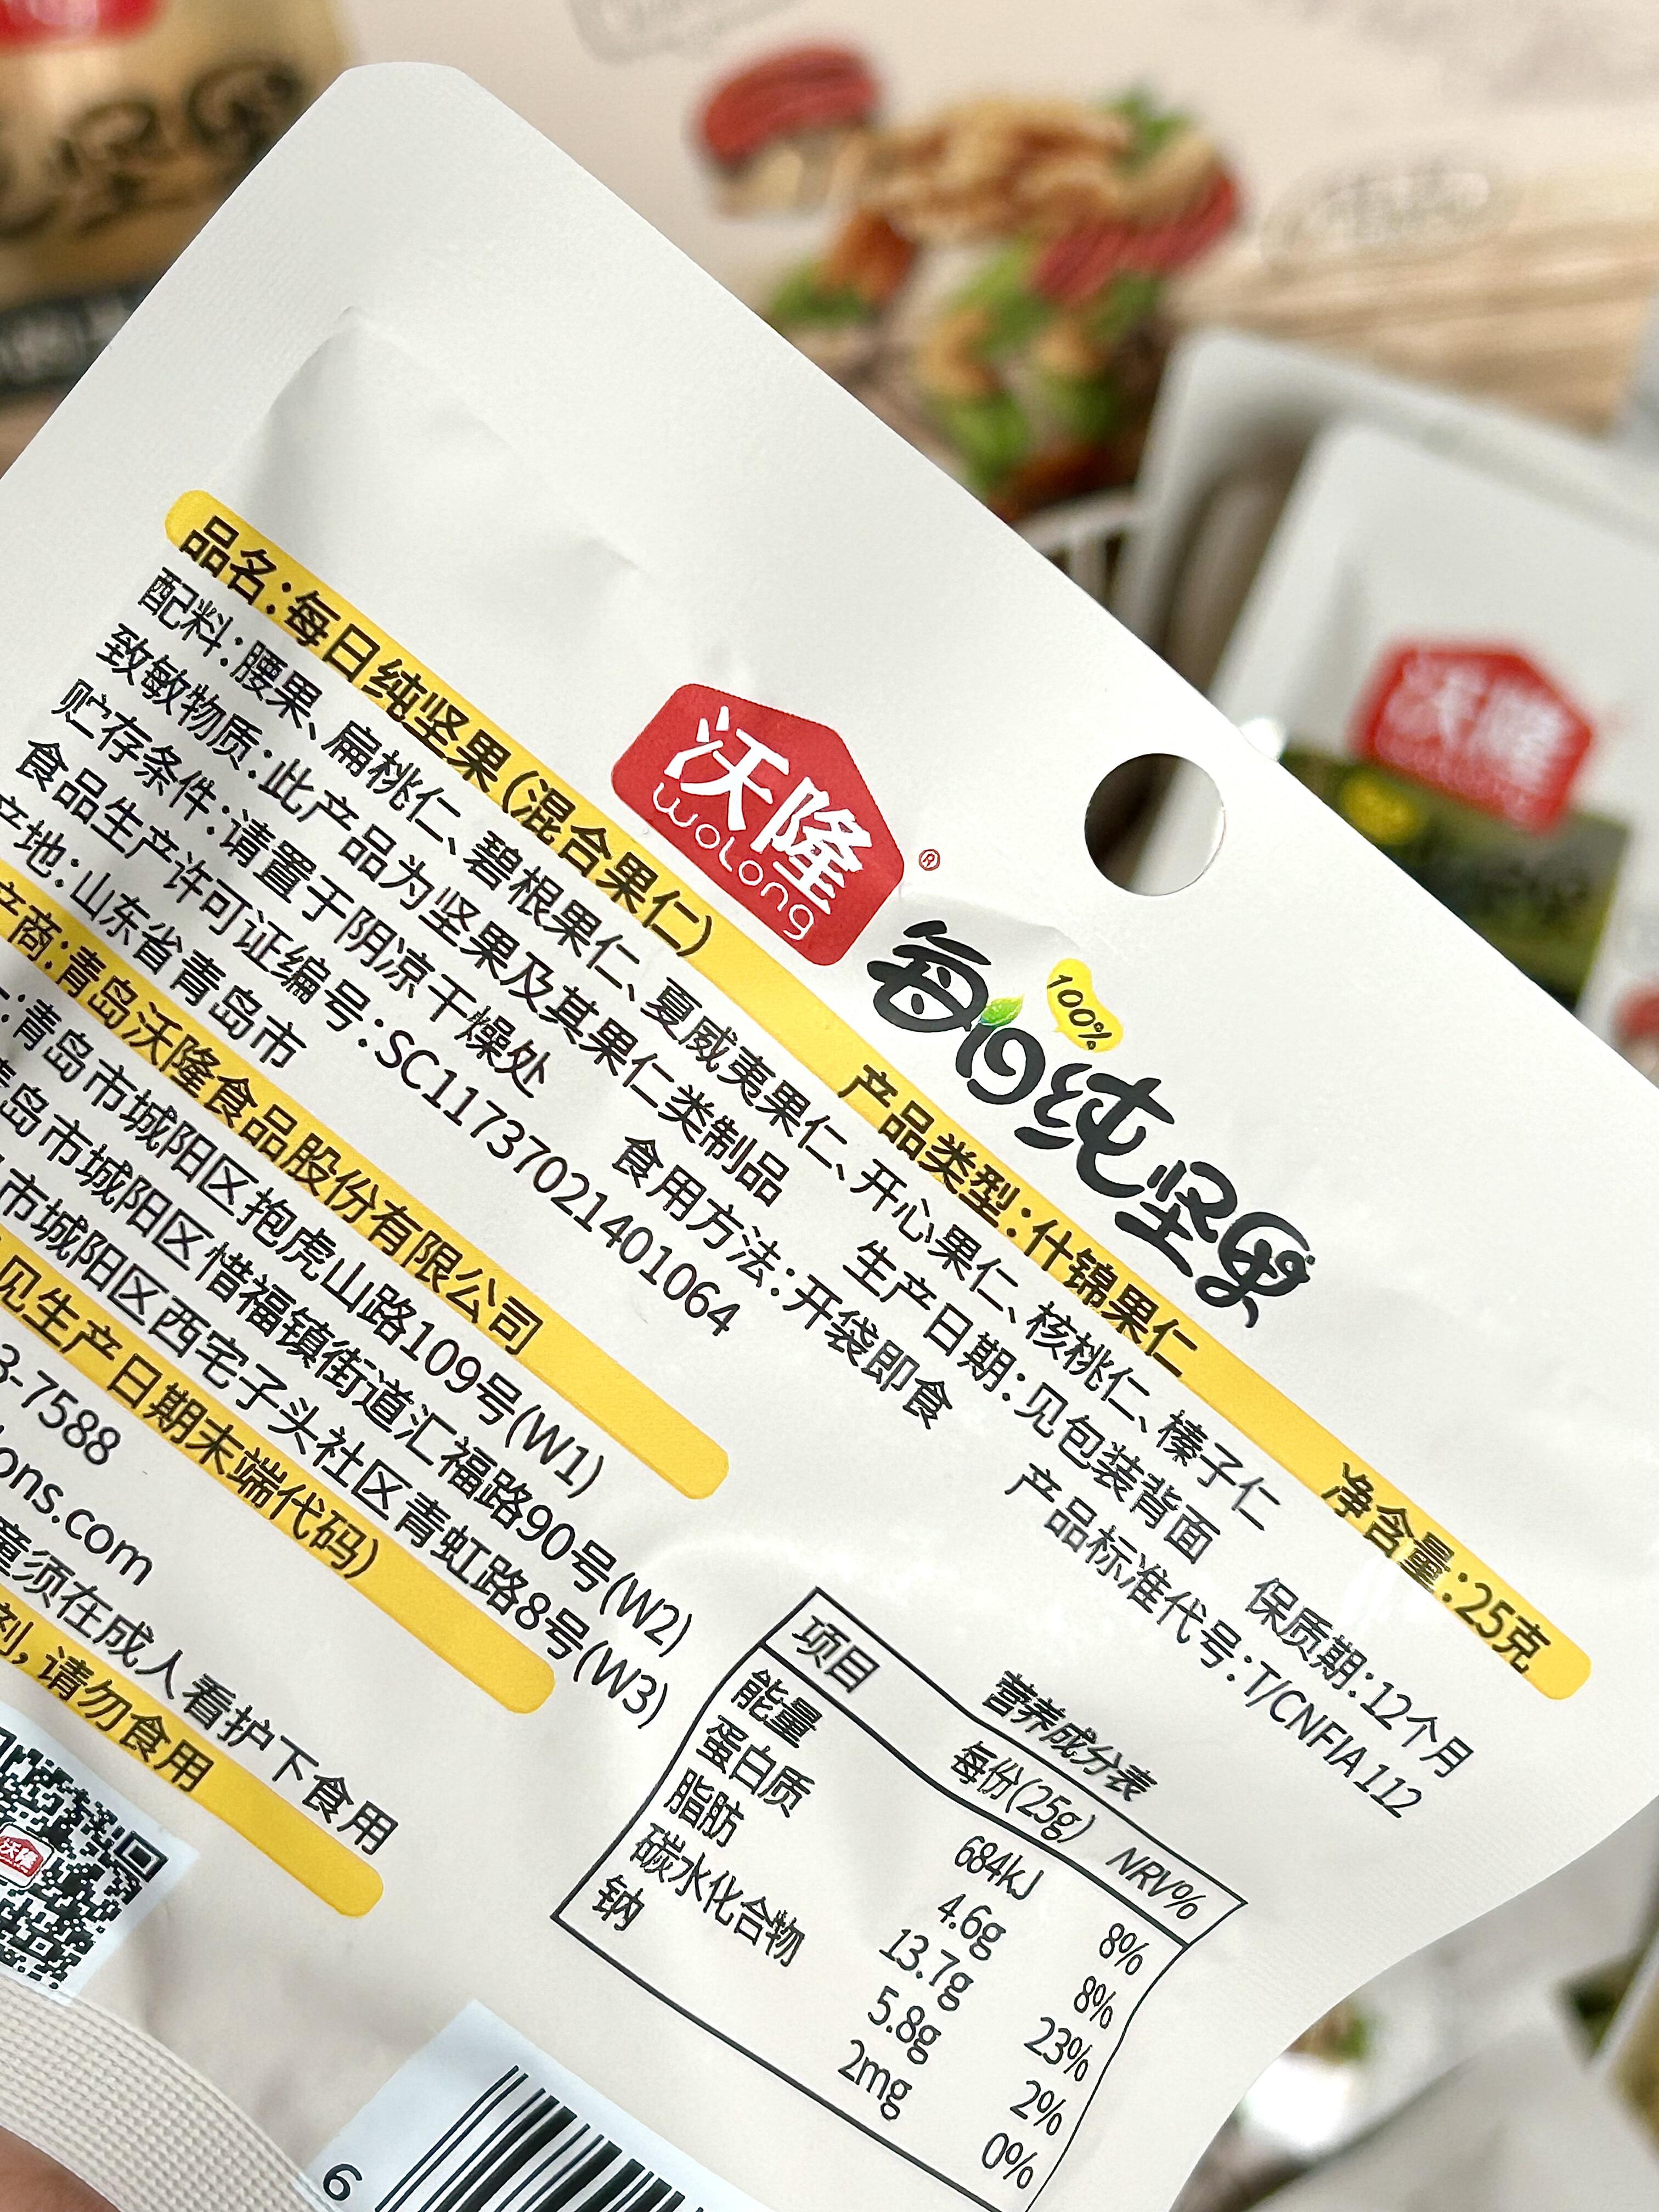 沃隆
wolong
®
100%
每日纯坚果
品名:每日纯坚果(混合果仁) 产品类型:什锦果仁 净含量:25克
配料:腰果、扁桃仁、碧根果仁、夏威夷果仁、开心果仁、核桃仁、榛子仁
致敏物质:此产品为坚果及其果仁类制品 生产日期:见包装背面 保质期:12个月
贮存条件:请置于阴凉干燥处 食用方法:开袋即食 产品标准代号:T/CNFIA 112
食品生产许可证编号:SC11737021401064
产地:山东省青岛市
产商:青岛沃隆食品股份有限公司
:青岛市城阳区抱虎山路109号(W1)
青岛市城阳区惜福镇街道汇福路90号(W2)
市城阳区西宅子头社区青虹路8号(W3)
见生产日期末端代码)
3-7588
ons.com
童须在成人看护下食用
剂,请勿食用
营养成分表
项目 每份(25g) NRV%
能量 684kJ 8%
蛋白质 4.6g 8%
脂肪 13.7g 23%
碳水化合物 5.8g 2%
钠 2mg 0%
沃隆
6
沃隆